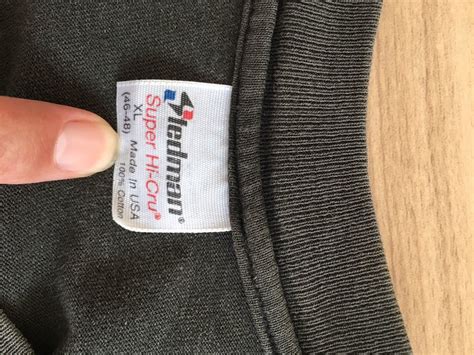 Stedman®
Super Hi-Cru®
XL
(46-48) Made In USA
100% Cotton